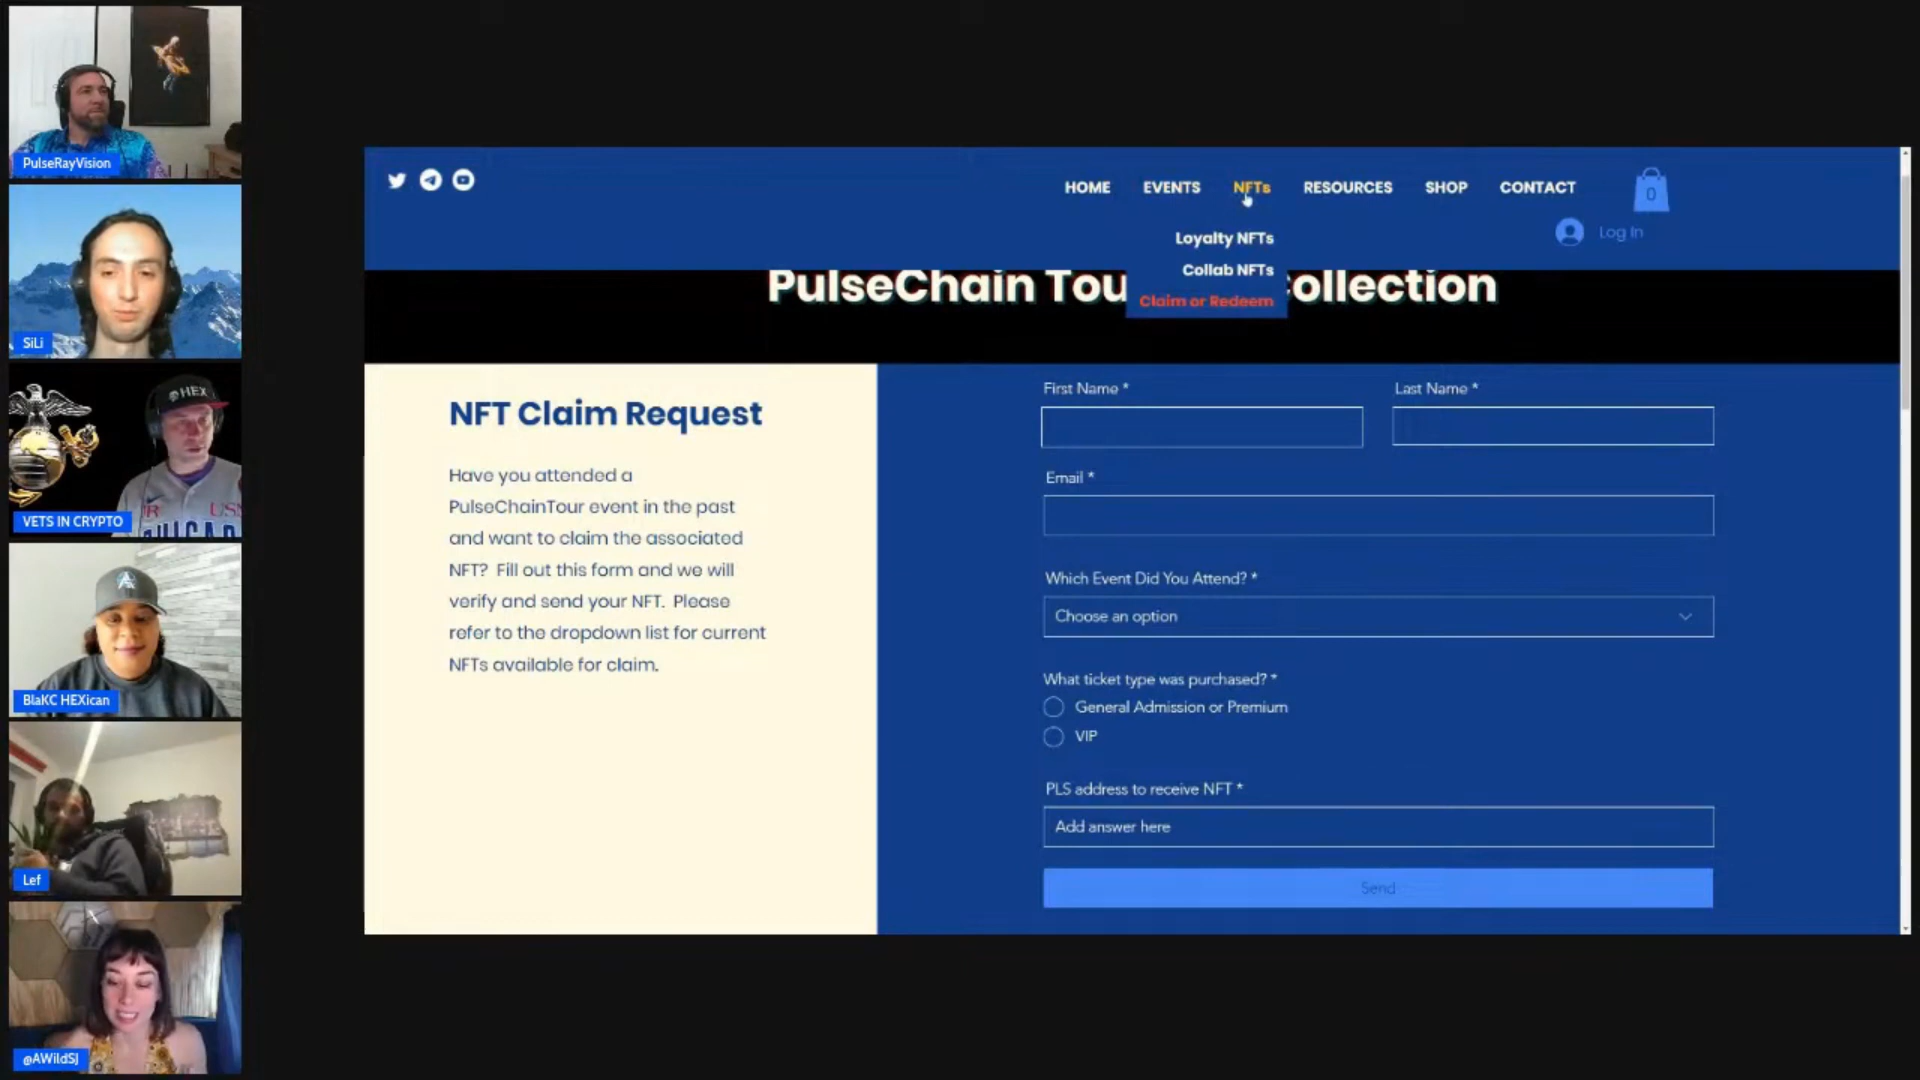 PulseRayVision
SiLi
HEX
VETS IN CRYPTO
BlaKC HEXican
Lef
@AWildSJ
HOME EVENTS NFTs RESOURCES SHOP CONTACT
0
Log In
Loyalty NFTs
Collab NFTs
Claim or Redeem
PulseChain Tou ollection
NFT Claim Request
Have you attended a
PulseChainTour event in the past
and want to claim the associated
NFT? Fill out this form and we will
verify and send your NFT. Please
refer to the dropdown list for current
NFTs available for claim.
First Name * Last Name *
Email *
Which Event Did You Attend? *
Choose an option
What ticket type was purchased? *
General Admission or Premium
VIP
PLS address to receive NFT *
Add answer here
Send